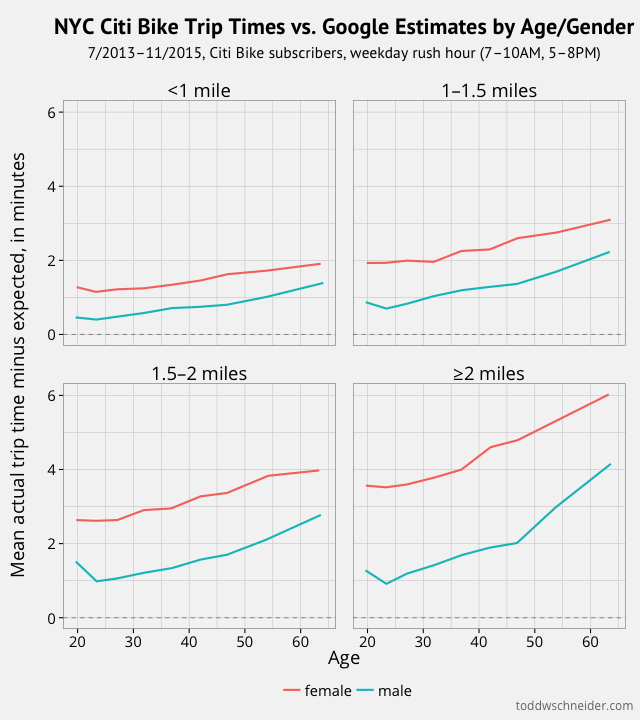 NYC Citi Bike Trip Times vs. Google Estimates by Age/Gender
7/2013–11/2015, Citi Bike subscribers, weekday rush hour (7–10AM, 5–8PM)
<1 mile
1–1.5 miles
6
4
2
0
1.5–2 miles
≥2 miles
6
4
2
0
20 30 40 50 60
20 30 40 50 60
Mean actual trip time minus expected, in minutes
Age
female male
toddwschneider.com